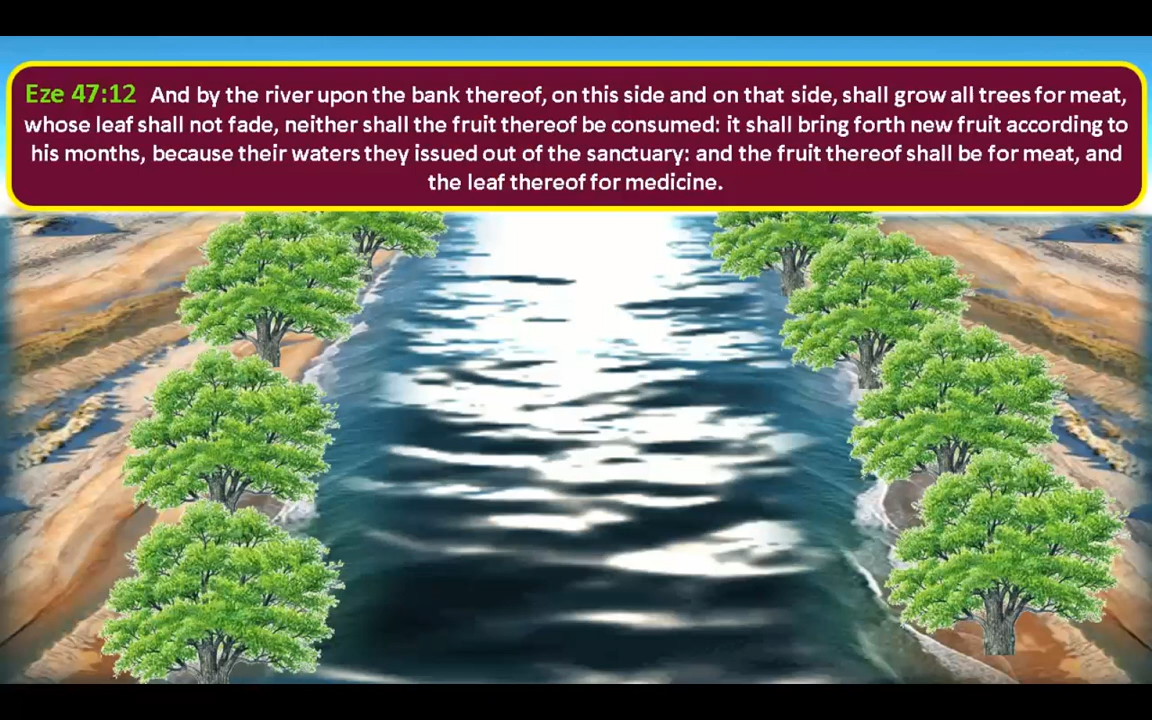 Eze 47:12 And by the river upon the bank thereof, on this side and on that side, shall grow all trees for meat,
whose leaf shall not fade, neither shall the fruit thereof be consumed: it shall bring forth new fruit according to
his months, because their waters they issued out of the sanctuary: and the fruit thereof shall be for meat, and
the leaf thereof for medicine.